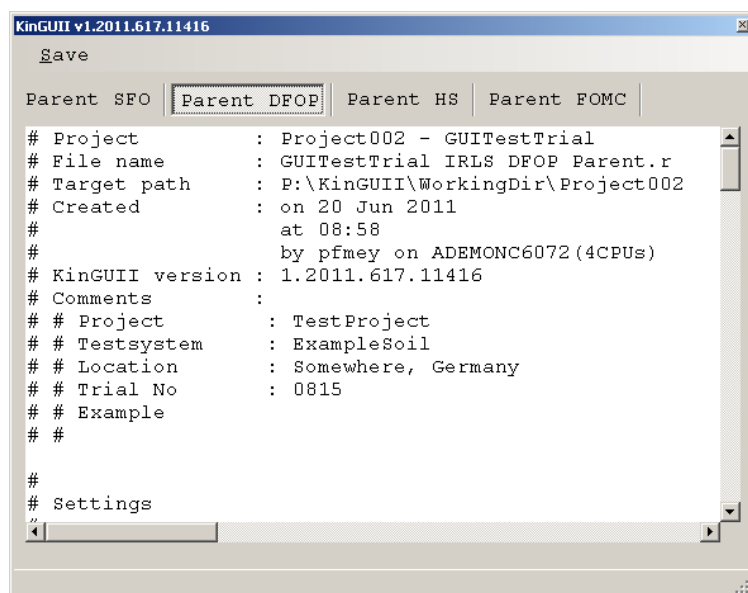 KinGUII v1.2011.617.11416
Save
Parent SFO Parent DFOP Parent HS Parent FOMC
# Project : Project002 - GUITestTrial
# File name : GUITestTrial IRLS DFOP Parent.r
# Target path : P:\KinGUII\WorkingDir\Project002
# Created : on 20 Jun 2011
# at 08:58
# by pfmey on ADEMONC6072(4CPUs)
# KinGUII version : 1.2011.617.11416
# Comments :
# # Project : TestProject
# # Testsystem : ExampleSoil
# # Location : Somewhere, Germany
# # Trial No : 0815
# # Example
# #
#
# Settings